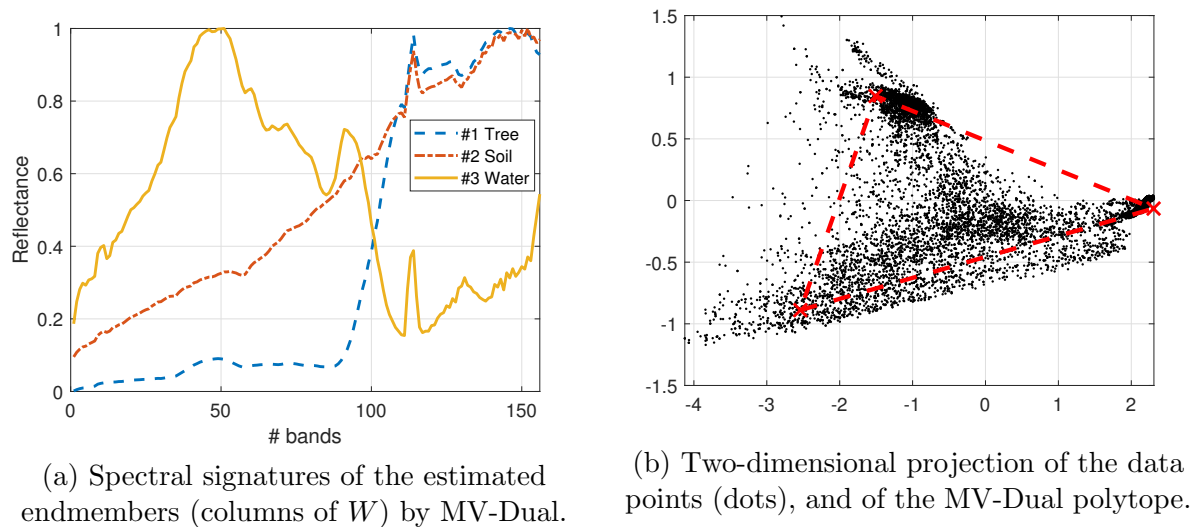 1
0.8
0.6
0.4
0.2
0
Reflectance
#1 Tree
#2 Soil
#3 Water
0 50 100 150
# bands
(a) Spectral signatures of the estimated
endmembers (columns of W) by MV-Dual.
1.5
1
0.5
0
-0.5
-1
-1.5
-4 -3 -2 -1 0 1 2
(b) Two-dimensional projection of the data
points (dots), and of the MV-Dual polytope.